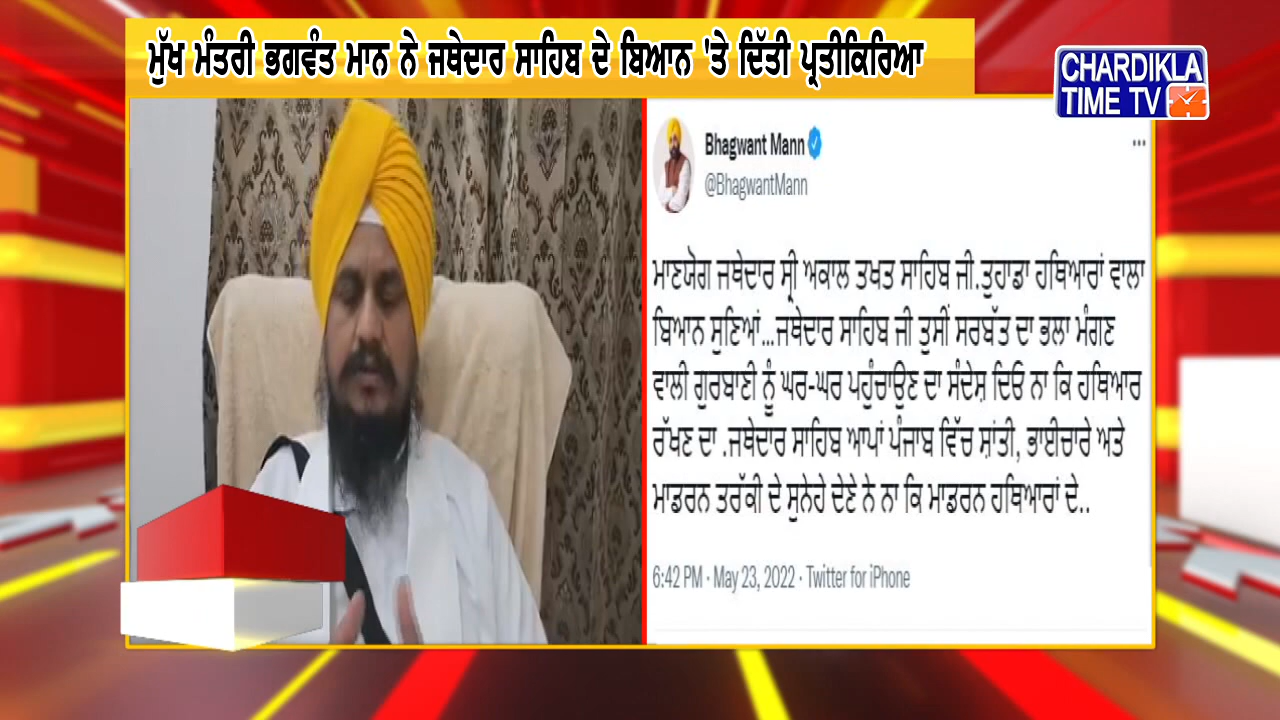 ਮੁੱਖ ਮੰਤਰੀ ਭਗਵੰਤ ਮਾਨ ਨੇ ਜਥੇਦਾਰ ਸਾਹਿਬ ਦੇ ਬਿਆਨ 'ਤੇ ਦਿੱਤੀ ਪ੍ਰਤੀਕਿਰਿਆ
CHARDIKLA
TIME TV
Bhagwant Mann
@BhagwantMann
ਮਾਣਯੋਗ ਜਥੇਦਾਰ ਸ੍ਰੀ ਅਕਾਲ ਤਖਤ ਸਾਹਿਬ ਜੀ.ਤੁਹਾਡਾ ਹਥਿਆਰਾਂ ਵਾਲਾ
ਬਿਆਨ ਸੁਣਿਆਂ...ਜਥੇਦਾਰ ਸਾਹਿਬ ਜੀ ਤੁਸੀਂ ਸਰਬੱਤ ਦਾ ਭਲਾ ਮੰਗਣ
ਵਾਲੀ ਗੁਰਬਾਣੀ ਨੂੰ ਘਰ-ਘਰ ਪਹੁੰਚਾਉਣ ਦਾ ਸੰਦੇਸ਼ ਦਿਓ ਨਾ ਕਿ ਹਥਿਆਰ
ਰੱਖਣ ਦਾ .ਜਥੇਦਾਰ ਸਾਹਿਬ ਆਪਾਂ ਪੰਜਾਬ ਵਿੱਚ ਸ਼ਾਂਤੀ, ਭਾਈਚਾਰੇ ਅਤੇ
ਮਾਡਰਨ ਤਰੱਕੀ ਦੇ ਸੁਨੇਹੇ ਦੇਣੇ ਨੇ ਨਾ ਕਿ ਮਾਡਰਨ ਹਥਿਆਰਾਂ ਦੇ..
6:42 PM · May 23, 2022 · Twitter for iPhone